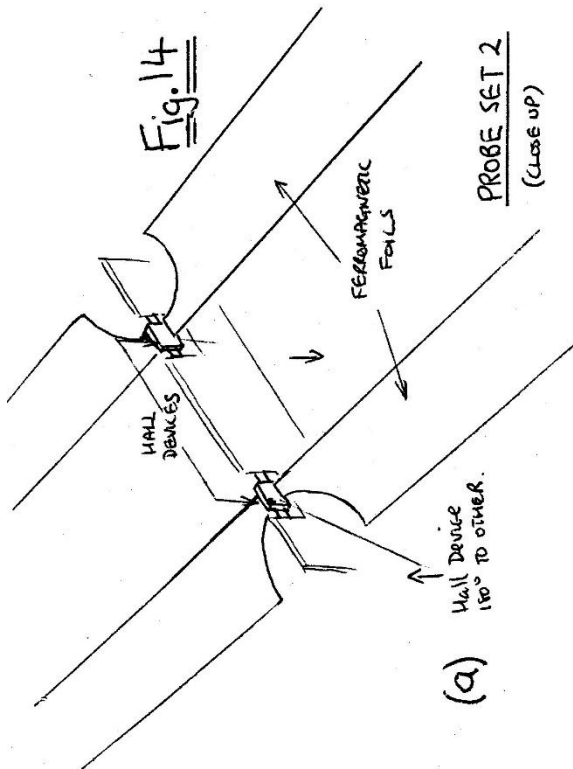 Fig.14
HALL
DEVICES
FERROMAGNETIC
FOILS
Hall Device
180° TO OTHER.
(a)
PROBE SET 2
(CLOSE UP)